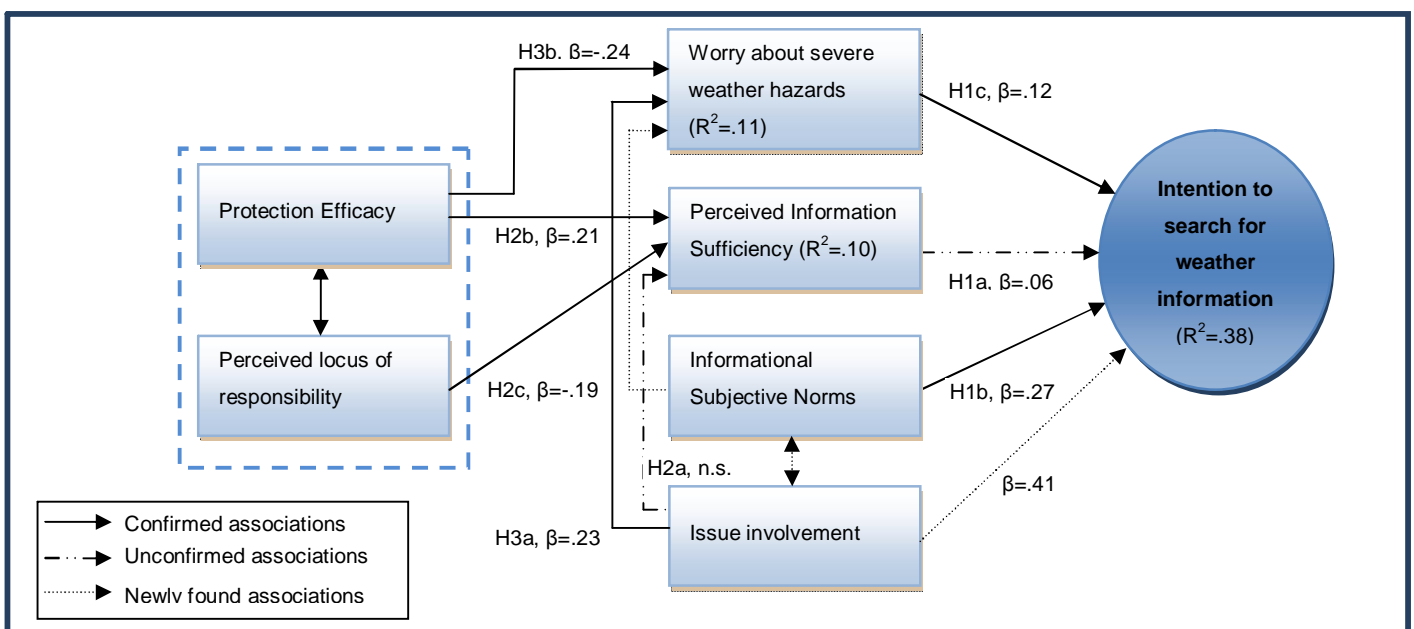 H3b. ß=-.24
Worry about severe
weather hazards
(R²=.11)
H1c, β=.12
Protection Efficacy
H2b, β=.21
Perceived Information
Sufficiency (R²=.10)
H1a, β=.06
Intention to
search for
weather
information
(R²=.38)
Perceived locus of
responsibility
H2c, β=-.19
Informational
Subjective Norms
H1b, β=.27
H2a, n.s.
β=.41
H3a, β=.23
Issue involvement
Confirmed associations
Unconfirmed associations
Newly found associations